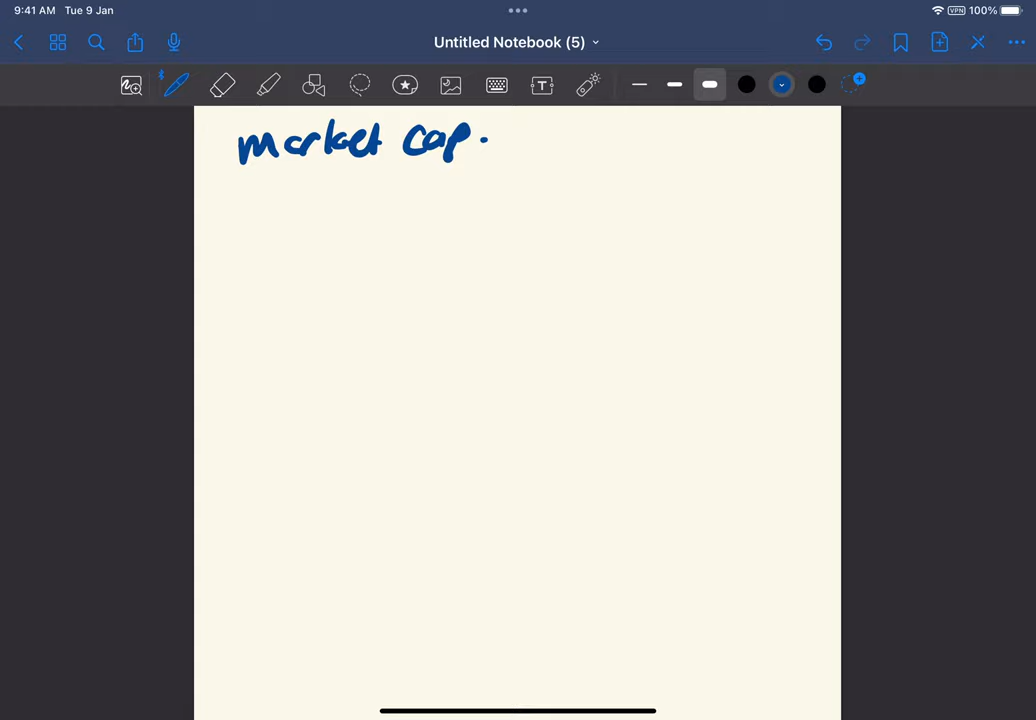 9:41 AM Tue 9 Jan
VPN 100%
Untitled Notebook (5)
T
market cap.